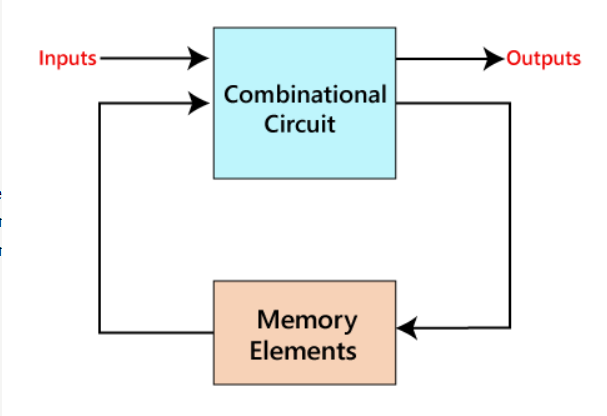 Inputs
Outputs
Combinational
Circuit
Memory
Elements